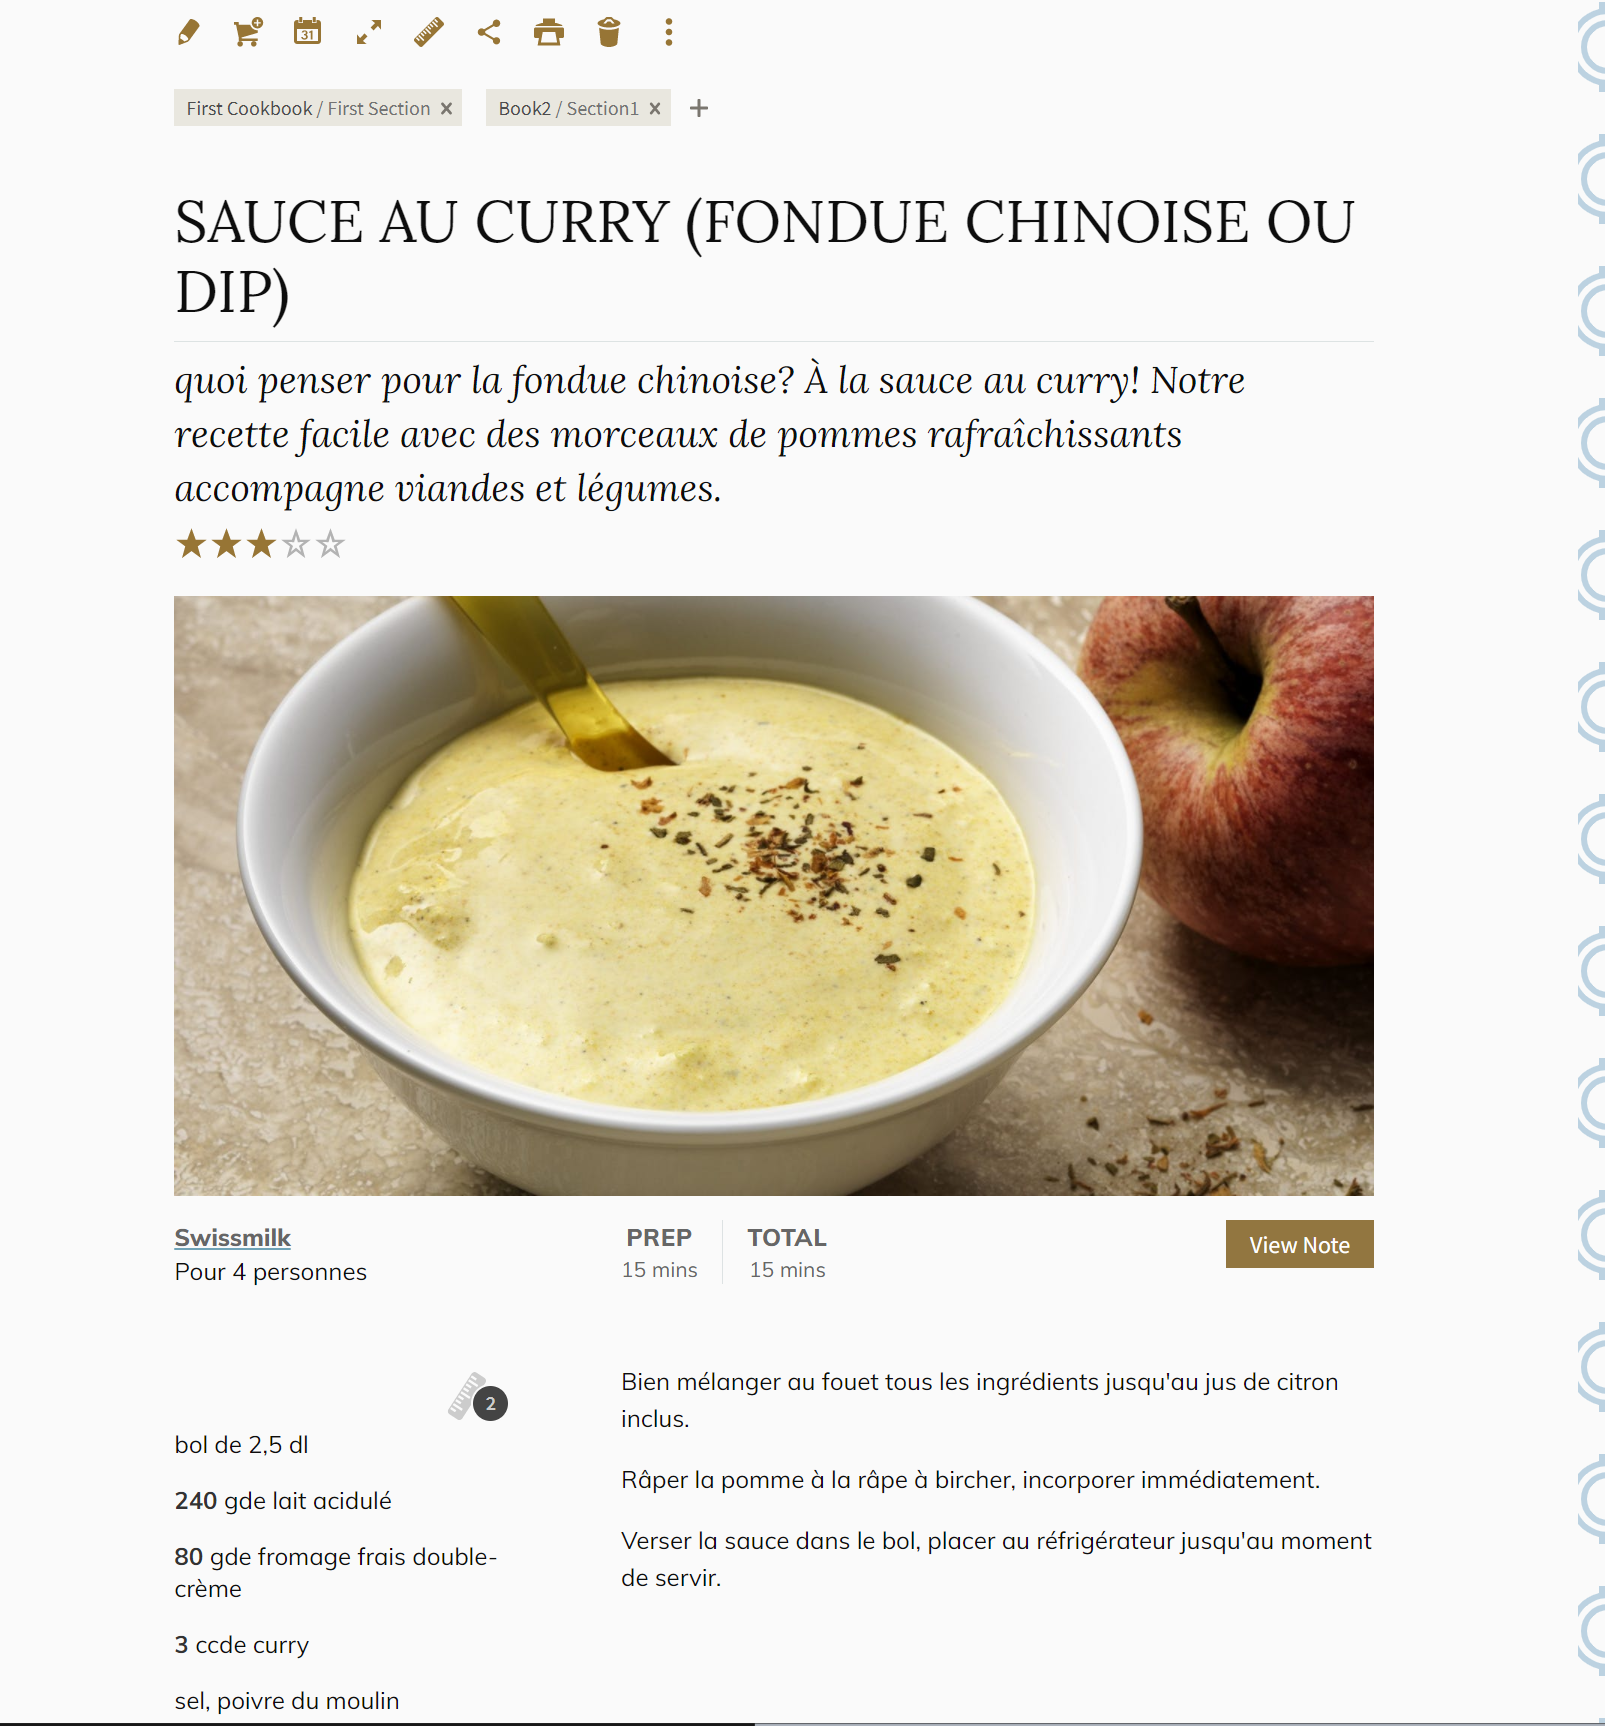 31
First Cookbook / First Section ×
Book2 / Section1 × +
SAUCE AU CURRY (FONDUE CHINOISE OU
DIP)
quoi penser pour la fondue chinoise? À la sauce au curry! Notre
recette facile avec des morceaux de pommes rafraîchissants
accompagne viandes et légumes.
Swissmilk
Pour 4 personnes
PREP
15 mins
TOTAL
15 mins
View Note
2
bol de 2,5 dl
240 gde lait acidulé
80 gde fromage frais double-
crème
3 ccde curry
sel, poivre du moulin
Bien mélanger au fouet tous les ingrédients jusqu'au jus de citron
inclus.
Râper la pomme à la râpe à bircher, incorporer immédiatement.
Verser la sauce dans le bol, placer au réfrigérateur jusqu'au moment
de servir.